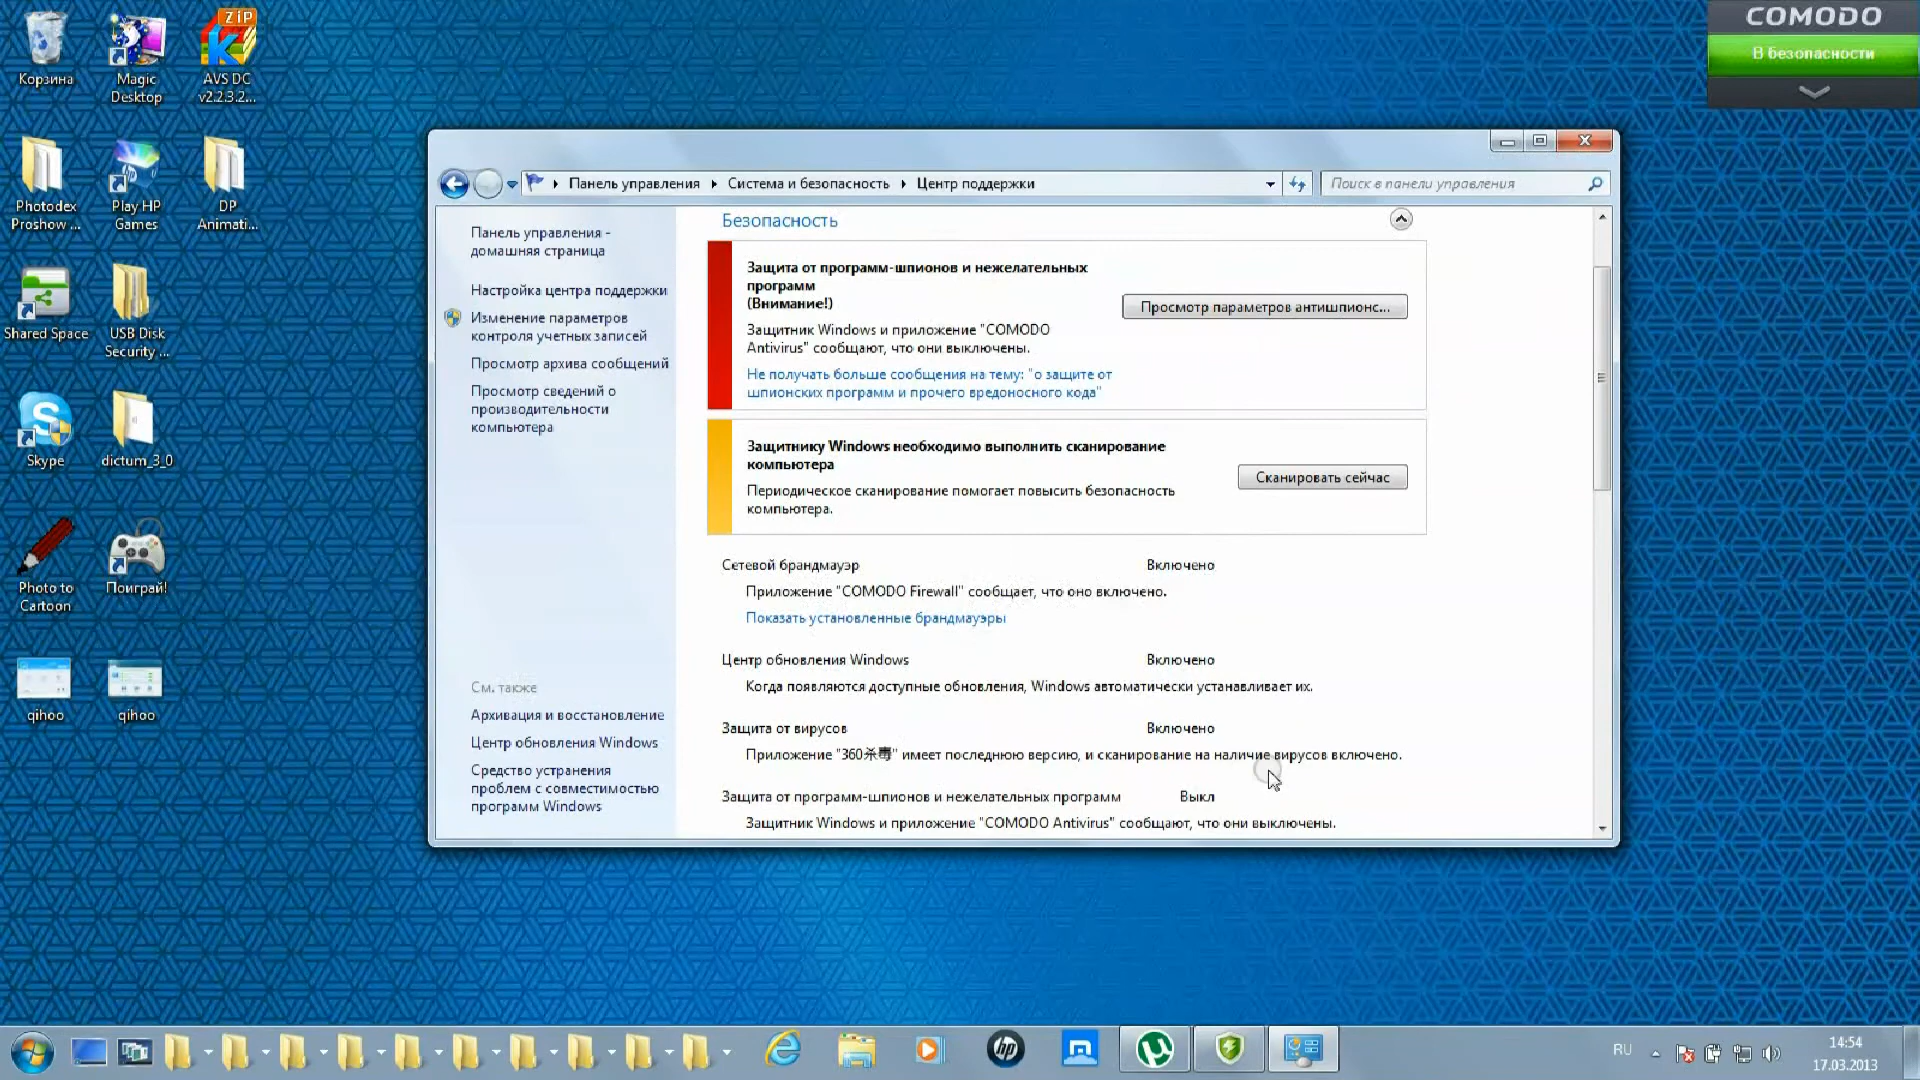 Корзина
Magic
Desktop
ZiP
AVS DC
v2.2.3.2...
Photodex
Proshow ...
Play HP
Games
DP
Animati...
Shared Space
USB Disk
Security ...
Skype
dictum_3_0
Photo to
Cartoon
Поиграй!
qihoo
qihoo
COMODO
В безопасности
Панель управления
Система и безопасность
Центр поддержки
Поиск в панели управления
Панель управления -
домашняя страница
Настройка центра поддержки
Изменение параметров
контроля учетных записей
Просмотр архива сообщений
Просмотр сведений о
производительности
компьютера
См. также
Архивация и восстановление
Центр обновления Windows
Средство устранения
проблем с совместимостью
программ Windows
Безопасность
Защита от программ-шпионов и нежелательных
программ
(Внимание!)
Защитник Windows и приложение "COMODO
Antivirus" сообщают, что они выключены.
Не получать больше сообщения на тему: "о защите от
шпионских программ и прочего вредоносного кода"
Просмотр параметров антишпионс...
Защитнику Windows необходимо выполнить сканирование
компьютера
Периодическое сканирование помогает повысить безопасность
компьютера.
Сканировать сейчас
Сетевой брандмауэр Включено
Приложение "COMODO Firewall" сообщает, что оно включено.
Показать установленные брандмауэры
Центр обновления Windows Включено
Когда появляются доступные обновления, Windows автоматически устанавливает их.
Защита от вирусов Включено
Приложение "360杀毒" имеет последнюю версию, и сканирование на наличие вирусов включено.
Защита от программ-шпионов и нежелательных программ Выкл
Защитник Windows и приложение "COMODO Antivirus" сообщают, что они выключены.
hp
RU
14:54
17.03.2013